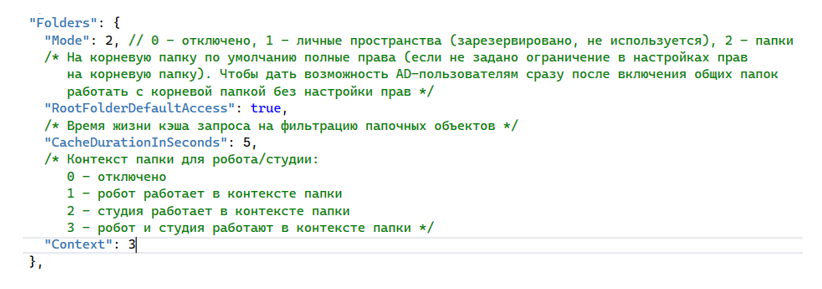 "Folders": {
"Mode": 2, // 0 - отключено, 1 - личные пространства (зарезервировано, не используется), 2 - папки
/* На корневую папку по умолчанию полные права (если не задано ограничение в настройках прав
на корневую папку). Чтобы дать возможность AD-пользователям сразу после включения общих папок
работать с корневой папкой без настройки прав */
"RootFolderDefaultAccess": true,
/* Время жизни кэша запроса на фильтрацию папочных объектов */
"CacheDurationInSeconds": 5,
/* Контекст папки для робота/студии:
0 - отключено
1 - робот работает в контексте папки
2 - студия работает в контексте папки
3 - робот и студия работают в контексте папки */
"Context": 3
},